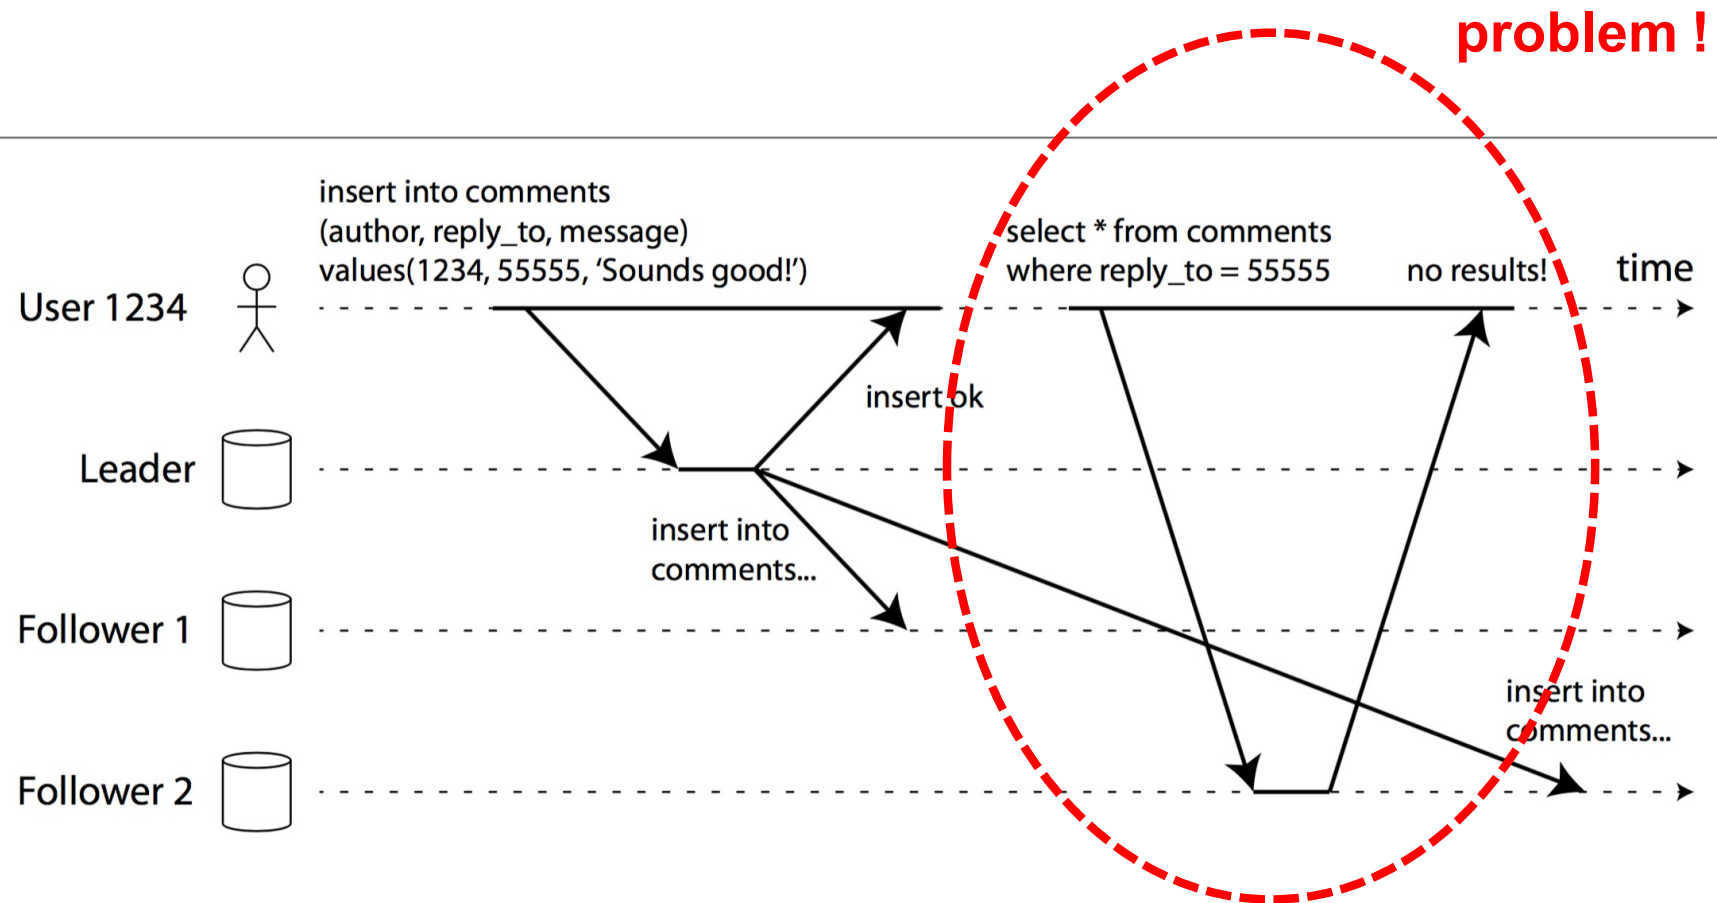 problem !
insert into comments
(author, reply_to, message)
values(1234, 55555, ‘Sounds good!’)
select * from comments
where reply_to = 55555
no results!
time
User 1234
insert ok
Leader
insert into
comments...
Follower 1
insert into
comments...
Follower 2